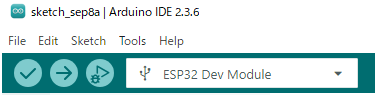 sketch_sep8a | Arduino IDE 2.3.6
File Edit Sketch Tools Help
ESP32 Dev Module